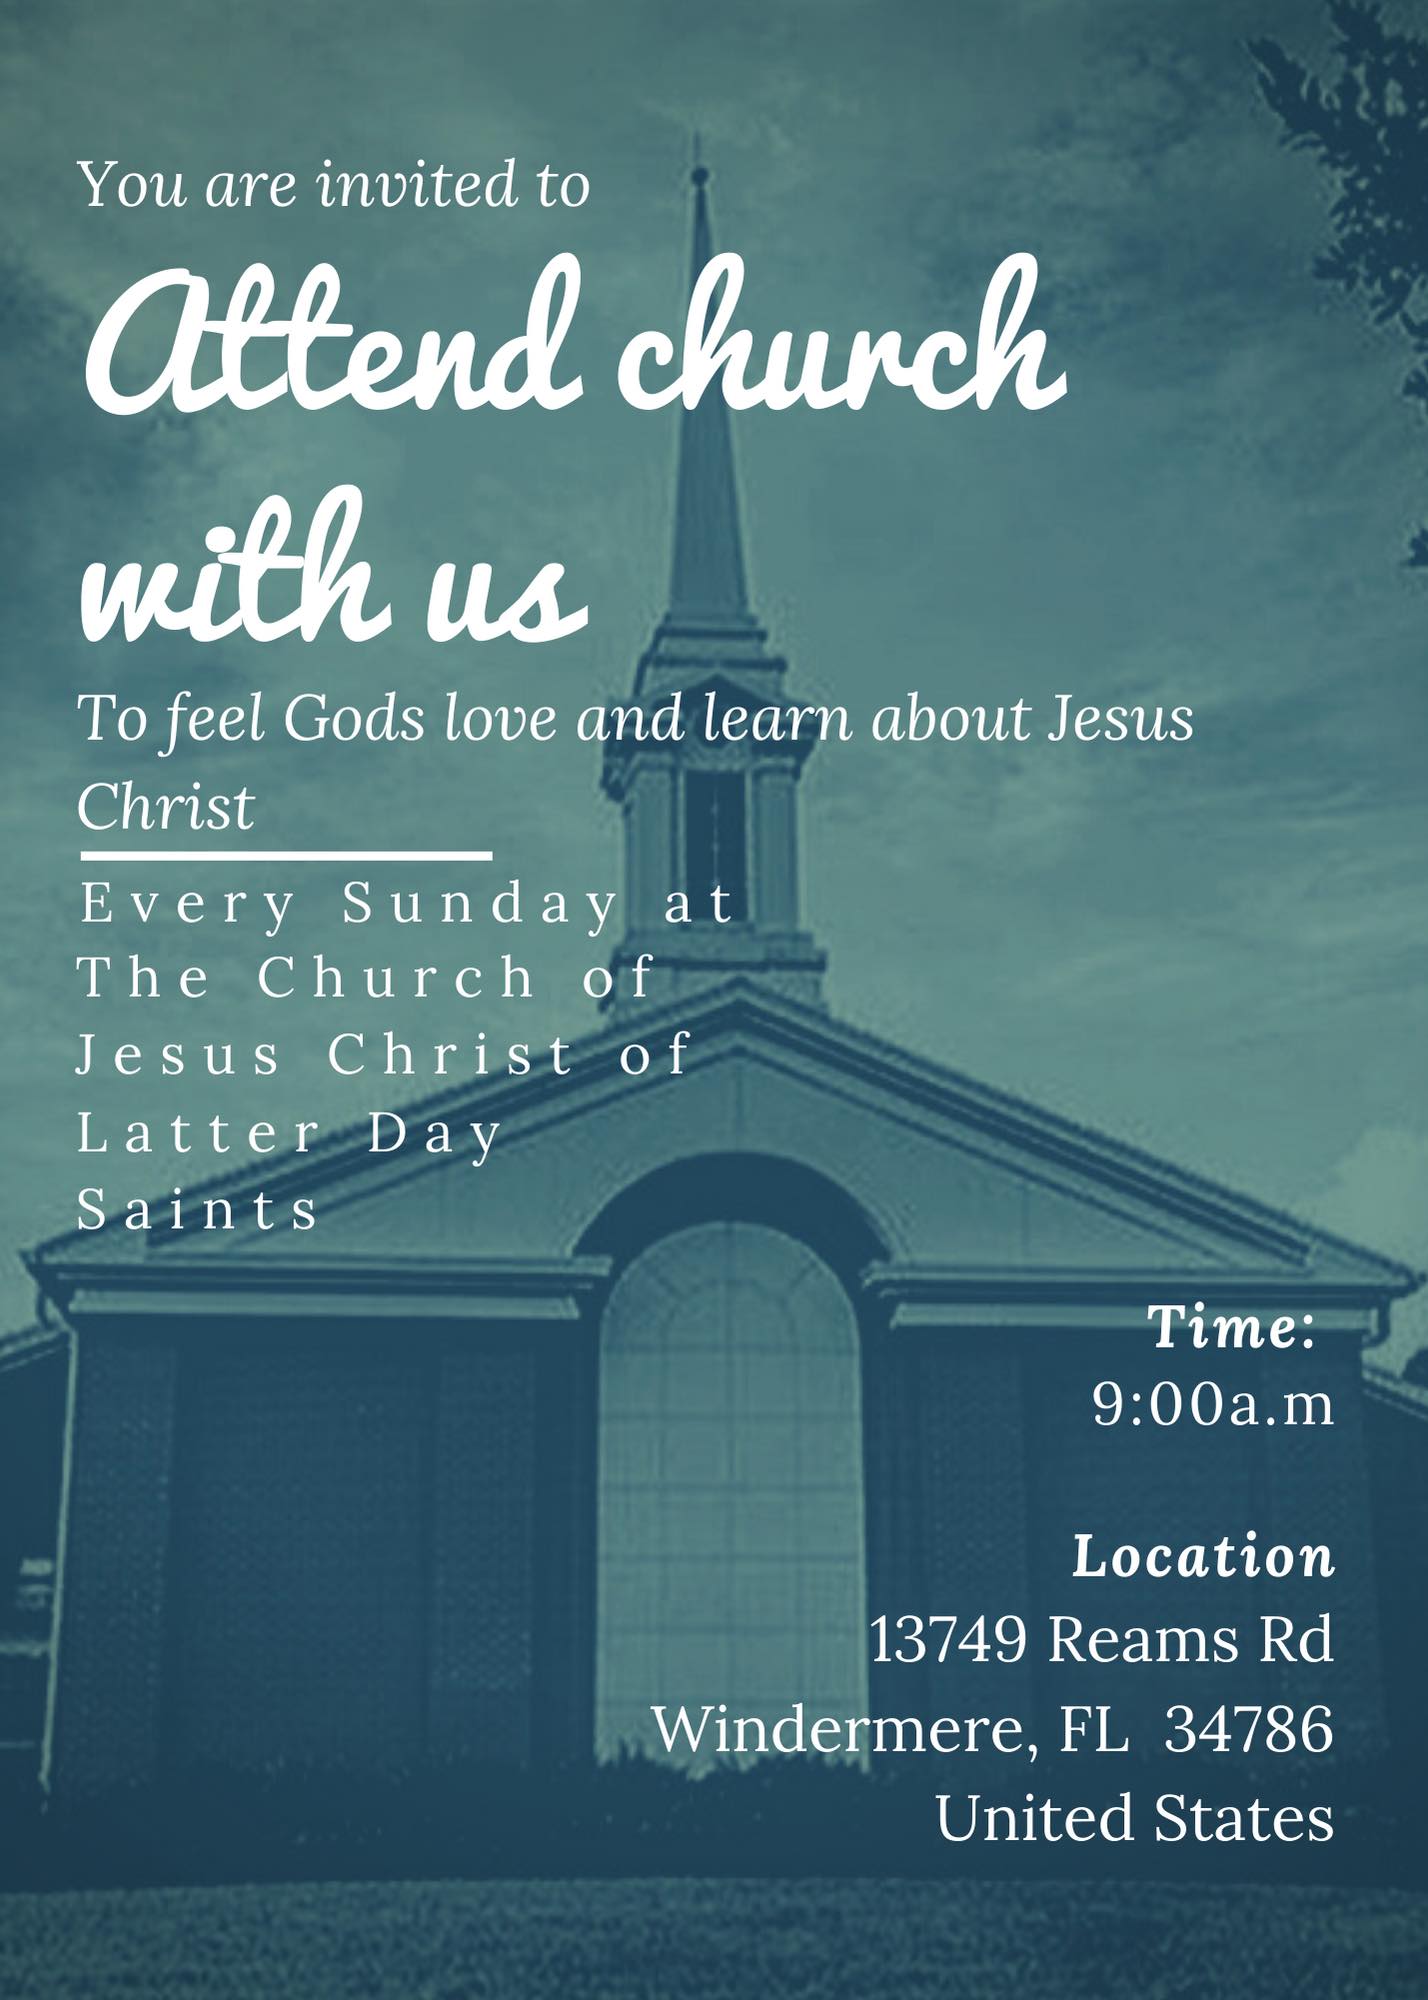 You are invited to
Attend church
with us
To feel Gods love and learn about Jesus
Christ
Every Sunday at
The Church of
Jesus Christ of
Latter Day
Saints
Time:
9:00a.m
Location
13749 Reams Rd
Windermere, FL 34786
United States